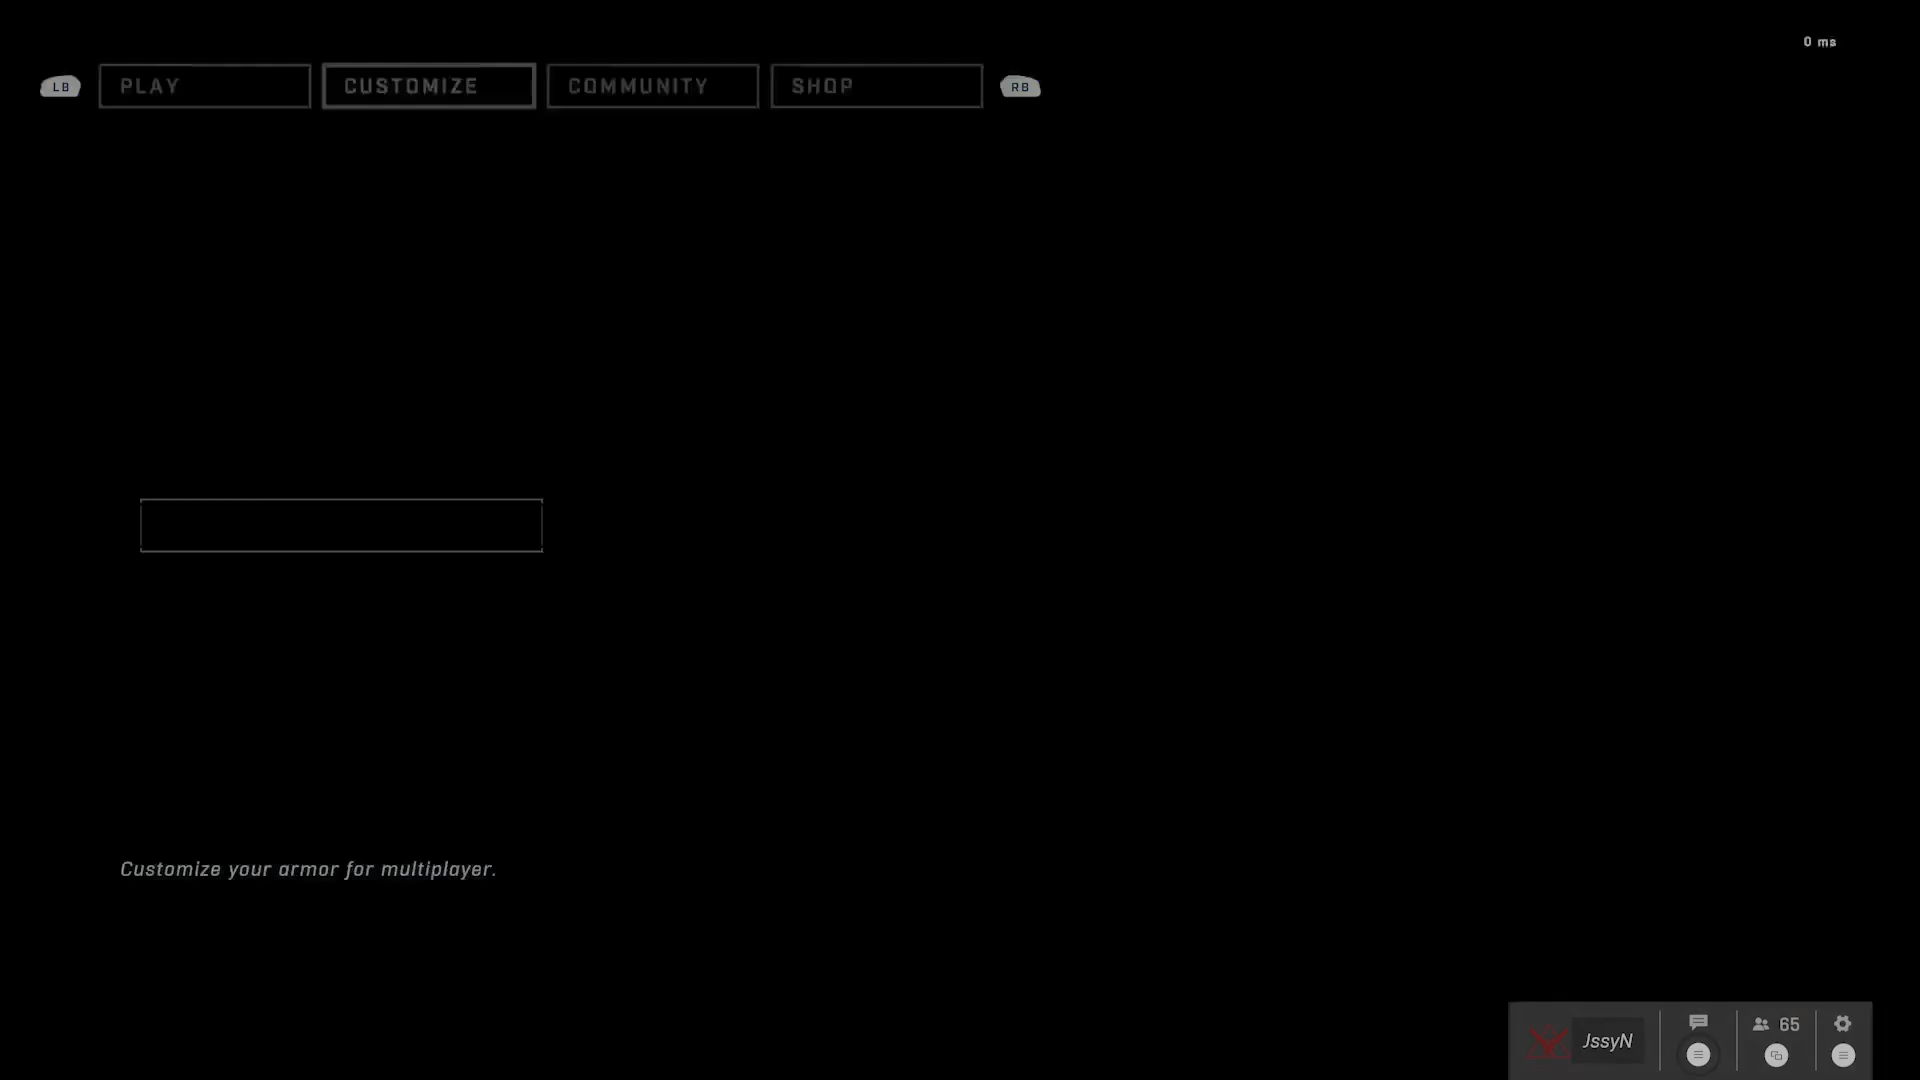 0 ms
LB PLAY CUSTOMIZE COMMUNITY SHOP RB
Customize your armor for multiplayer.
JssyN 65